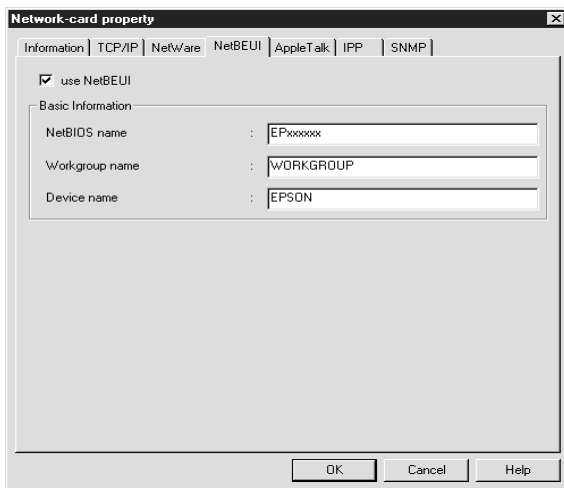 Network-card property
Information TCP/IP NetWare NetBEUI AppleTalk IPP SNMP
use NetBEUI
Basic Information
NetBIOS name : EPxxxxxx
Workgroup name : WORKGROUP
Device name : EPSON
OK Cancel Help